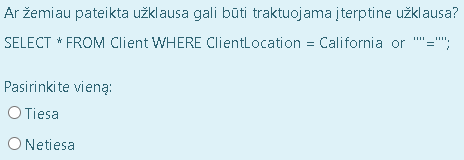 Ar žemiau pateikta užklausa gali būti traktuojama įterptine užklausa?
SELECT * FROM Client WHERE ClientLocation = California or ""="";
Pasirinkite vieną:
Tiesa
Netiesa